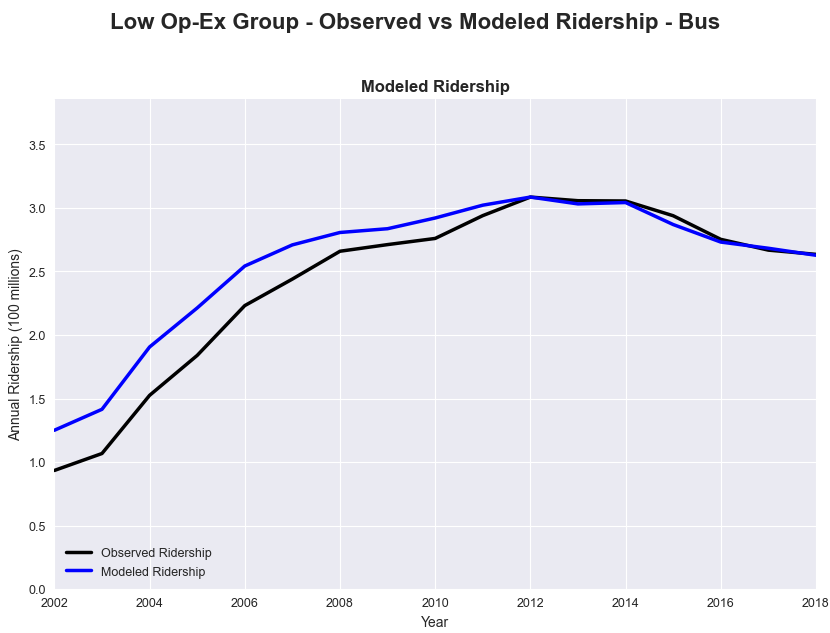 Low Op-Ex Group - Observed vs Modeled Ridership - Bus
Modeled Ridership
Annual Ridership (100 millions)
3.5
3.0
2.5
2.0
1.5
1.0
0.5
0.0
Observed Ridership
Modeled Ridership
2002 2004 2006 2008 2010 2012 2014 2016 2018
Year